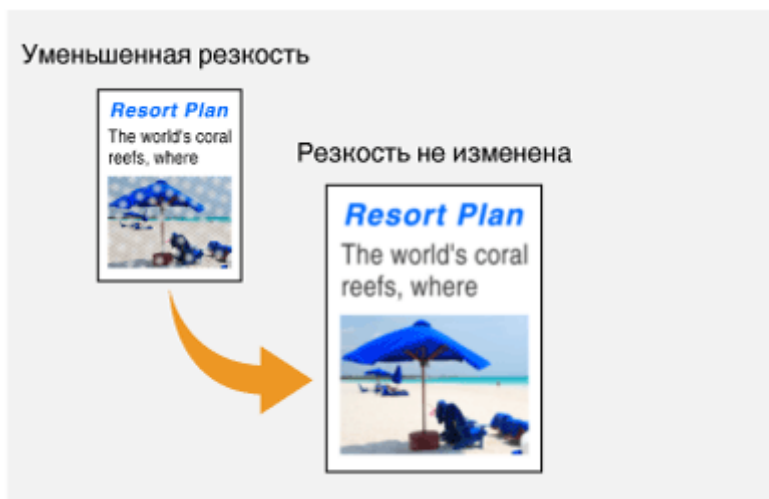 Уменьшенная резкость
Resort Plan
The world's coral
reefs, where
Резкость не изменена
Resort Plan
The world's coral
reefs, where